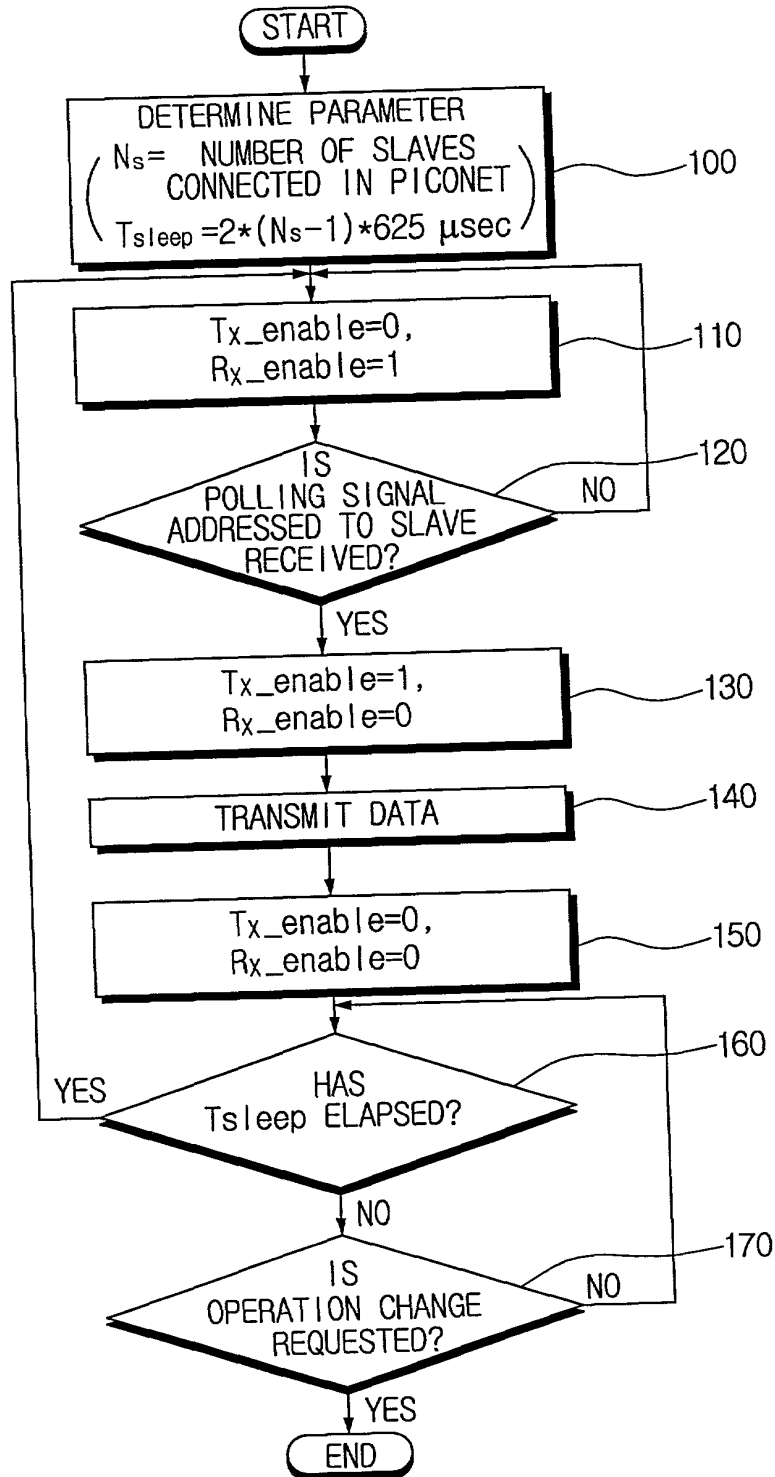 START
DETERMINE PARAMETER
Ns= NUMBER OF SLAVES
CONNECTED IN PICONET
Tsleep=2*(Ns-1)*625 μsec
100
Tx_enable=0,
Rx_enable=1
110
IS
POLLING SIGNAL
ADDRESSED TO SLAVE
RECEIVED?
120
NO
YES
Tx_enable=1,
Rx_enable=0
130
TRANSMIT DATA
140
Tx_enable=0,
Rx_enable=0
150
HAS
Tsleep ELAPSED?
160
YES
NO
IS
OPERATION CHANGE
REQUESTED?
170
NO
YES
END